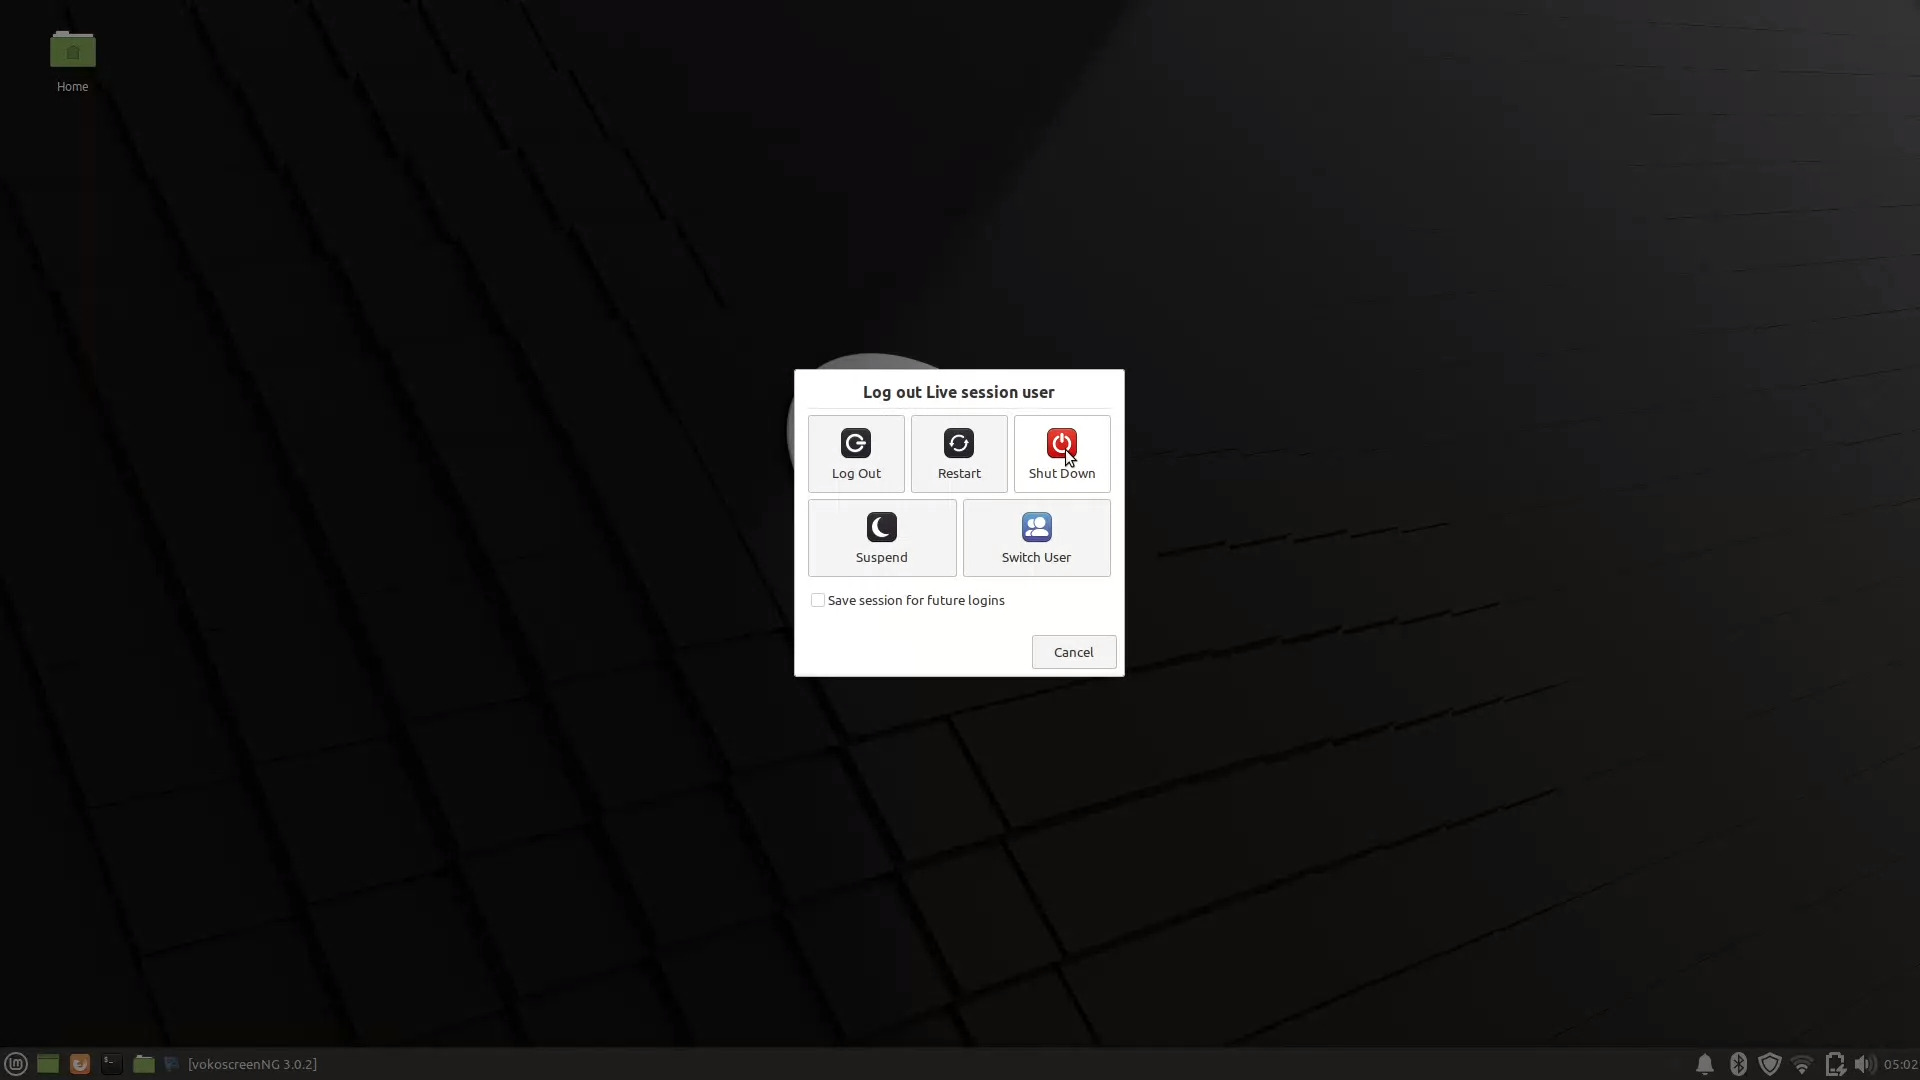 Home
Log out Live session user
Log Out
Restart
Shut Down
Suspend
Switch User
Save session for future logins
Cancel
[vokoscreenNG 3.0.2]
05:02